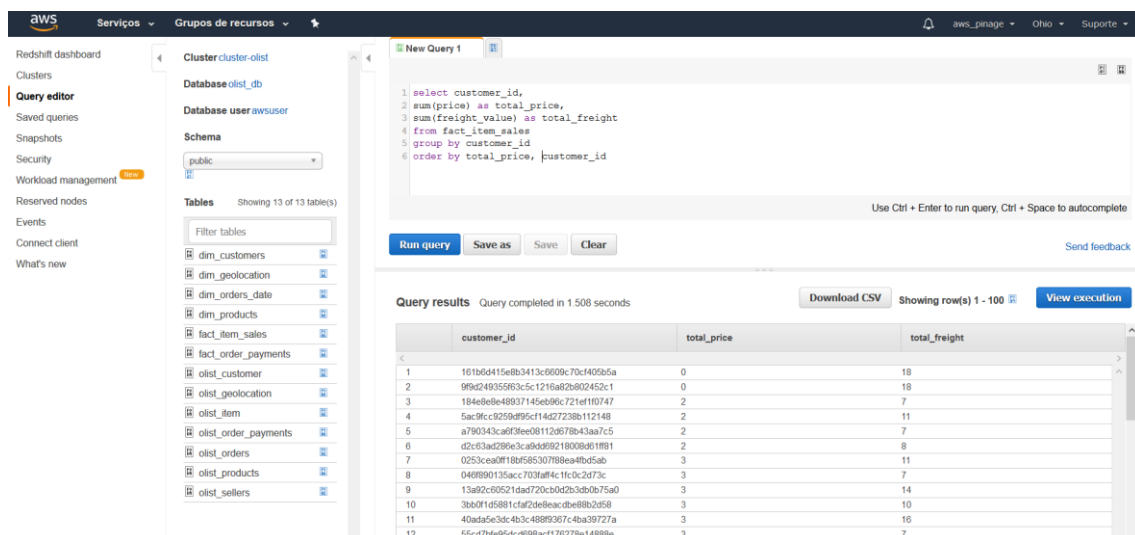 aws Serviços Grupos de recursos aws_pinage Ohio Suporte
Redshift dashboard
Clusters
Query editor
Saved queries
Snapshots
Security
Workload management New
Reserved nodes
Events
Connect client
What's new
Cluster cluster-olist
Database olist_db
Database user awsuser
Schema
public
Tables Showing 13 of 13 table(s)
Filter tables
dim_customers
dim_geolocation
dim_orders_date
dim_products
fact_item_sales
fact_order_payments
olist_customer
olist_geolocation
olist_item
olist_order_payments
olist_orders
olist_products
olist_sellers
New Query 1
1 select customer_id,
2 sum(price) as total_price,
3 sum(freight_value) as total_freight
4 from fact_item_sales
5 group by customer_id
6 order by total_price, customer_id
Use Ctrl + Enter to run query, Ctrl + Space to autocomplete
Run query Save as Save Clear Send feedback
Query results Query completed in 1.508 seconds Download CSV Showing row(s) 1 - 100 View execution
customer_id total_price total_freight
1 161b6d415e8b3413c6609c70cf405b5a 0 18
2 9f9d249355f63c5c1216a82b802452c1 0 18
3 184e8e8e48937145eb96c721ef1f0747 2 7
4 5ac9fcc9259df95cf14d27238b112148 2 11
5 a790343ca6f3fee08112d678b43aa7c5 2 7
6 d2c63ad286e3ca9dd69218008d61ff81 2 8
7 0253cea0ff18bf585307f88ea4fbd5ab 3 11
8 046f890135acc703faff4c1fc0c2d73c 3 7
9 13a92c60521dad720cb0d2b3db0b75a0 3 14
10 3bb0f1d5881cfaf2de8eacdbe88b2d58 3 10
11 40ada5e3dc4b3c488f9367c4ba39727a 3 16
12 3 7